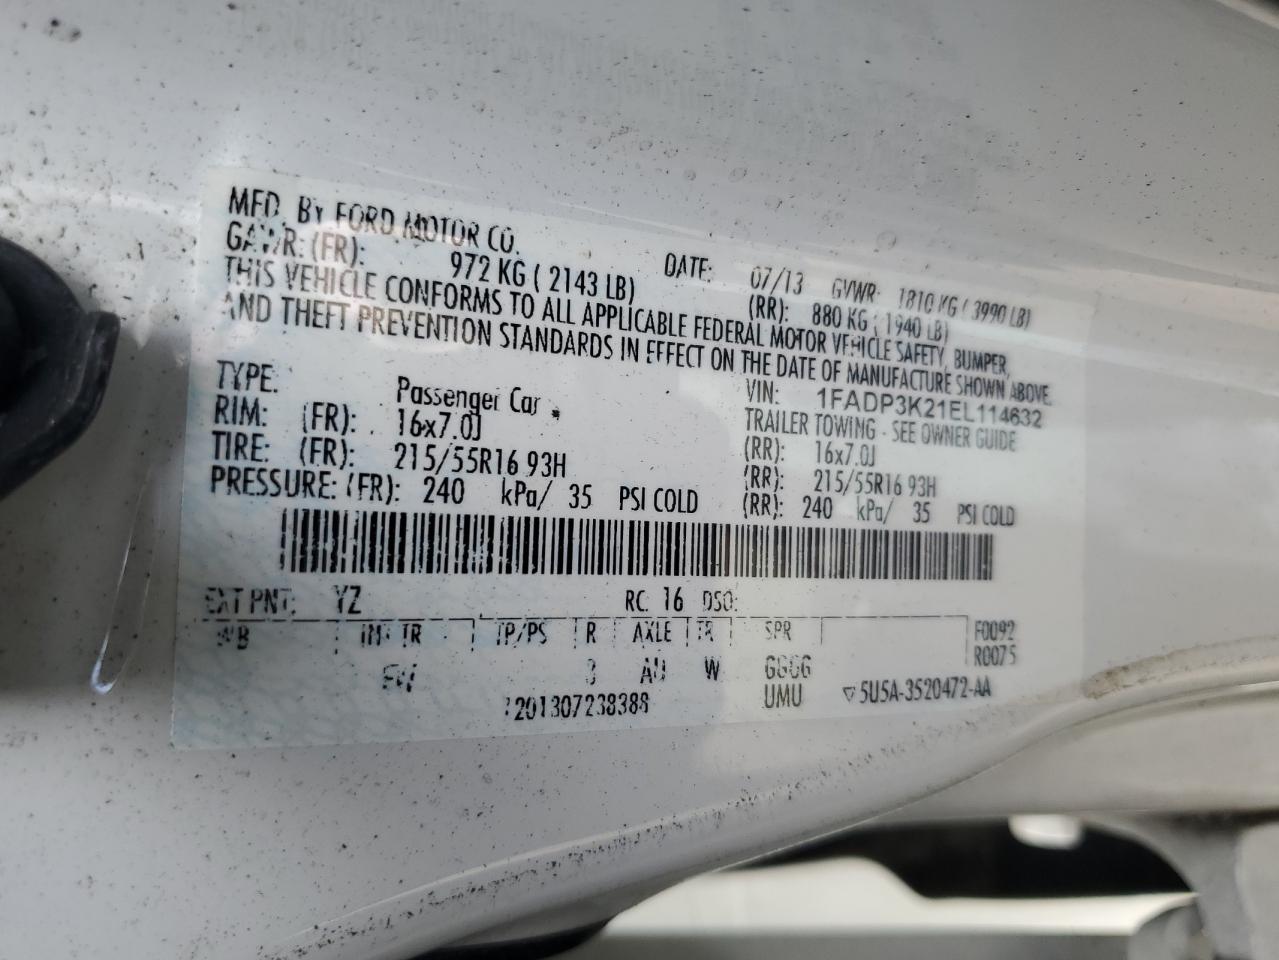 MFD. BY FORD MOTOR CO.
DATE: 07/13 GVWR: 1810 KG ( 3990 LB)
GAWR: (FR): 972 KG ( 2143 LB) (RR): 880 KG ( 1940 LB)
THIS VEHICLE CONFORMS TO ALL APPLICABLE FEDERAL MOTOR VEHICLE SAFETY, BUMPER,
AND THEFT PREVENTION STANDARDS IN EFFECT ON THE DATE OF MANUFACTURE SHOWN ABOVE.
VIN: 1FADP3K21EL114632
TYPE: Passenger Car TRAILER TOWING - SEE OWNER GUIDE
RIM: (FR): 16x7.0J (RR): 16x7.0J
TIRE: (FR): 215/55R16 93H (RR): 215/55R16 93H
PRESSURE: (FR): 240 kPa/ 35 PSI COLD (RR): 240 kPa/ 35 PSI COLD
EXT PNT: YZ RC: 16 DSO:
WB INT TR TP/PS R AXLE TR SPR F0092
3 W R0075
UMU ▽ 5U5A-3520472-AA